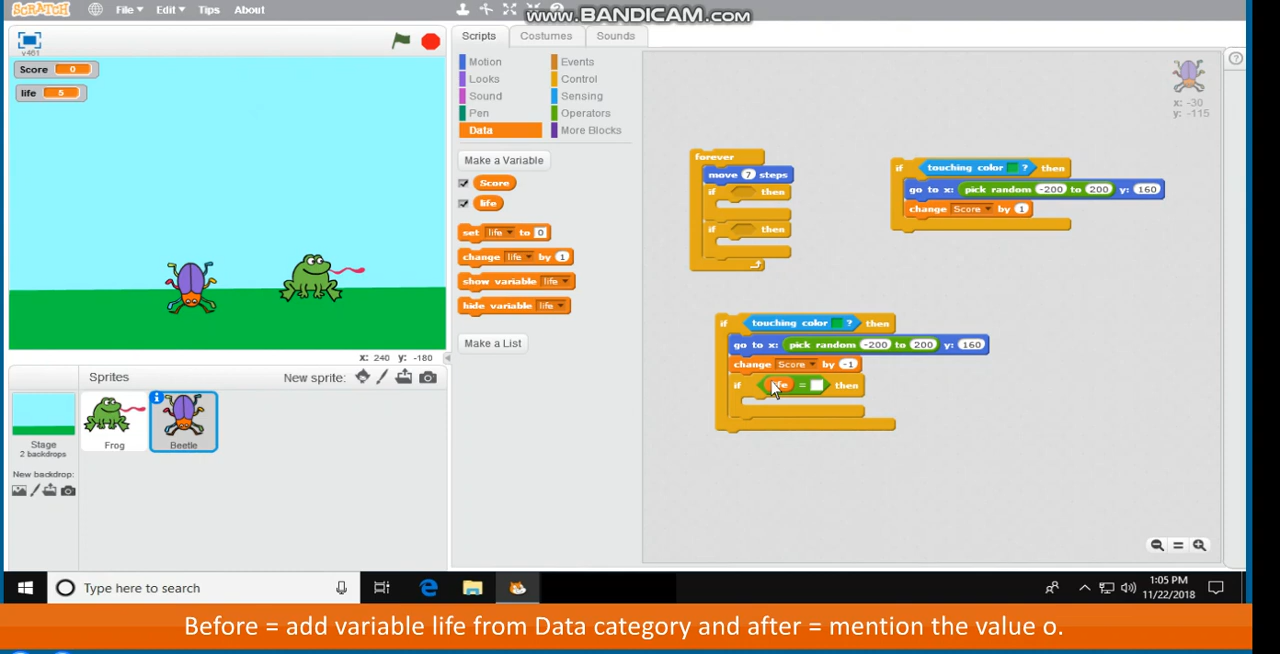 SCRATCH File Edit Tips About
www.BANDICAM.com
v461
Score 0
life 5
x: 240 y: -180
Sprites New sprite:
Stage
2 backdrops
New backdrop:
Frog
Beetle
Scripts Costumes Sounds
Motion Events
Looks Control
Sound Sensing
Pen Operators
Data More Blocks
Make a Variable
Score
life
set life to 0
change life by 1
show variable life
hide variable life
Make a List
x: -30
y: -115
forever
move 7 steps
if then
if then
if touching color ? then
go to x: pick random -200 to 200 y: 160
change Score by 1
if touching color ? then
go to x: pick random -200 to 200 y: 160
change Score by -1
if life = then
Type here to search
1:05 PM
11/22/2018
Before = add variable life from Data category and after = mention the value o.